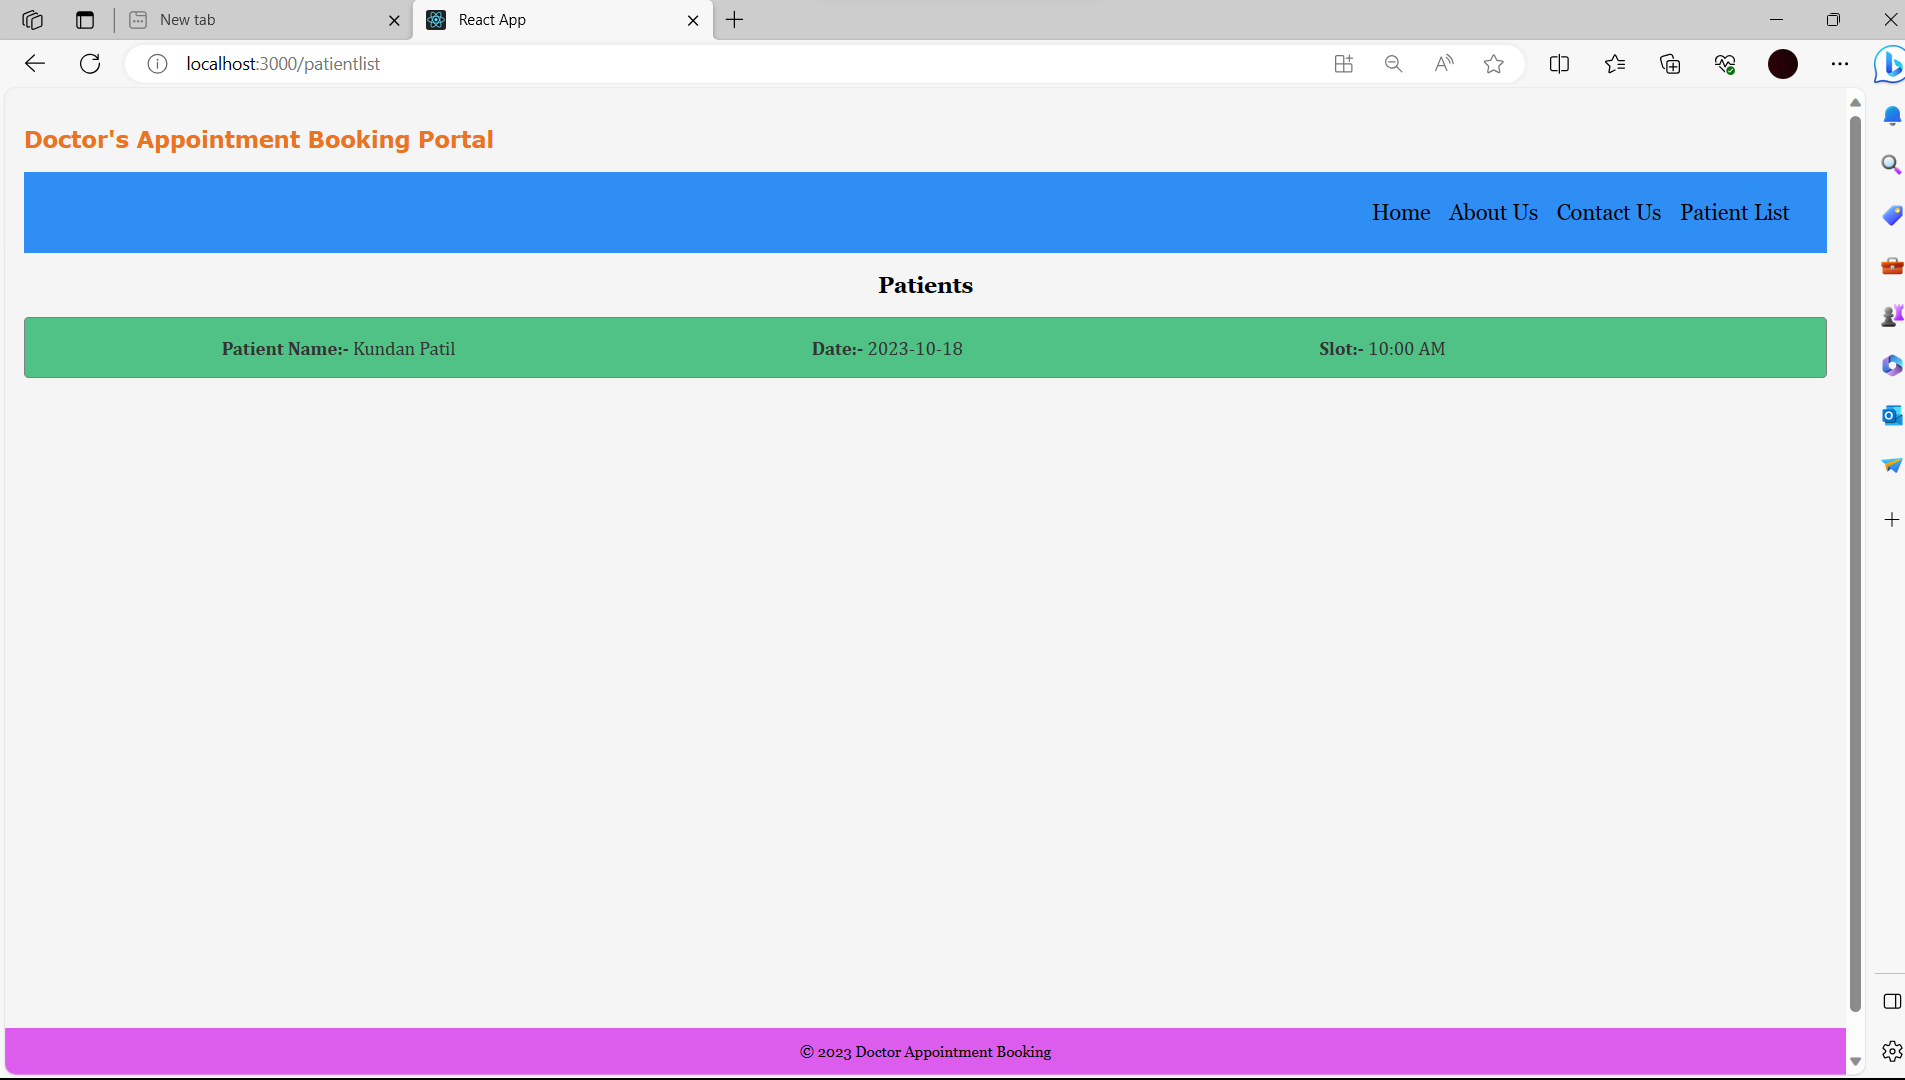 New tab
React App
localhost:3000/patientlist
Doctor's Appointment Booking Portal
Home About Us Contact Us Patient List
Patients
Patient Name:- Kundan Patil Date:- 2023-10-18 Slot:- 10:00 AM
© 2023 Doctor Appointment Booking